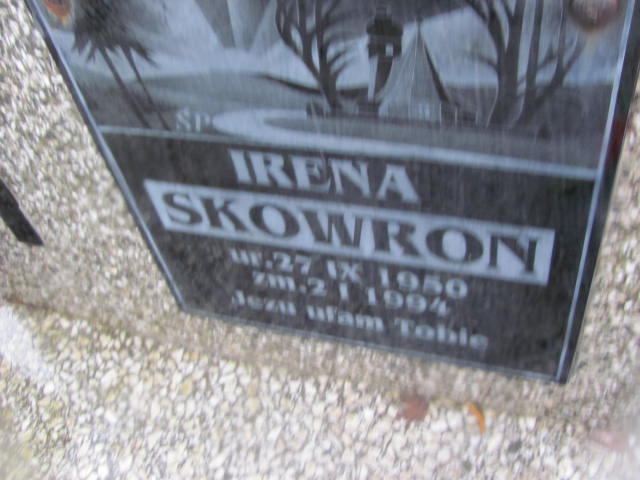 ŚP
IRENA
SKOWRON
ur.27 IX 1950
zm.2 I 1994
Jezu ufam Tobie